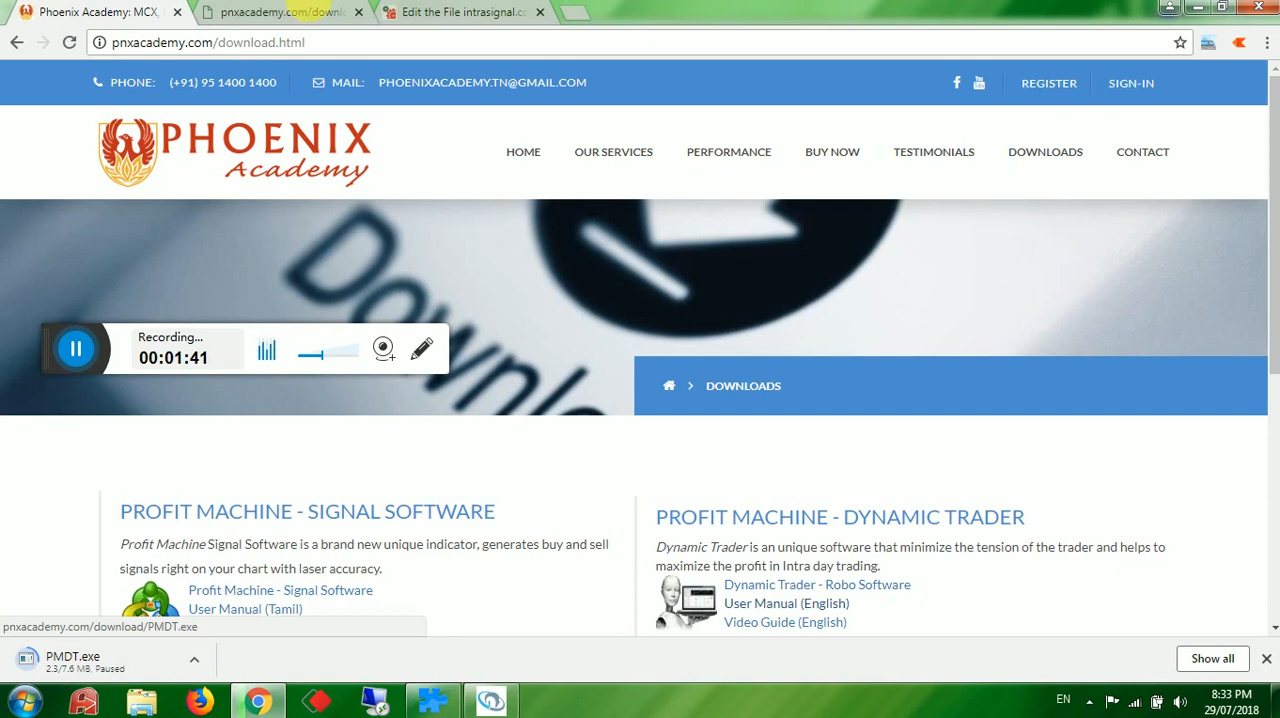 Phoenix Academy: MCX,
pnxacademy.com/downl
Edit the File intrasignal.co
pnxacademy.com/download.html
PHONE: (+91) 95 1400 1400
MAIL: PHOENIXACADEMY.TN@GMAIL.COM
REGISTER
SIGN-IN
PHOENIX
Academy
HOME
OUR SERVICES
PERFORMANCE
BUY NOW
TESTIMONIALS
DOWNLOADS
CONTACT
Downlo
Recording...
00:01:41
DOWNLOADS
PROFIT MACHINE - SIGNAL SOFTWARE
Profit Machine Signal Software is a brand new unique indicator, generates buy and sell
signals right on your chart with laser accuracy.
Profit Machine - Signal Software
User Manual (Tamil)
PROFIT MACHINE - DYNAMIC TRADER
Dynamic Trader is an unique software that minimize the tension of the trader and helps to
maximize the profit in Intra day trading.
Dynamic Trader - Robo Software
User Manual (English)
Video Guide (English)
pnxacademy.com/download/PMDT.exe
PMDT.exe
2.3/7.6 MB, Paused
Show all
EN
8:33 PM
29/07/2018